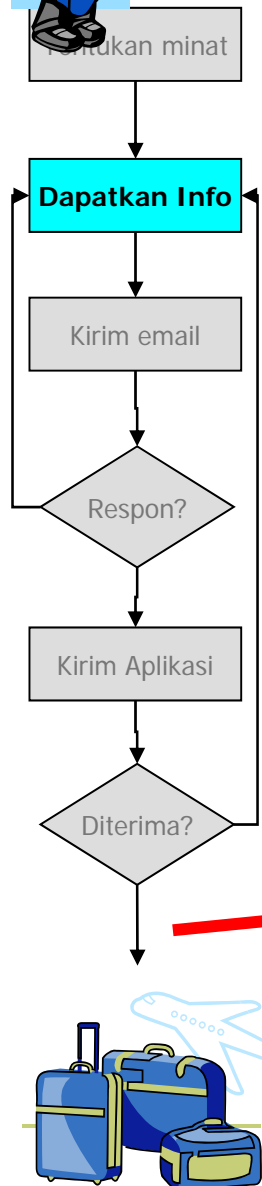 minat
Dapatkan Info
Kirim email
Respon?
Kirim Aplikasi
Diterima?